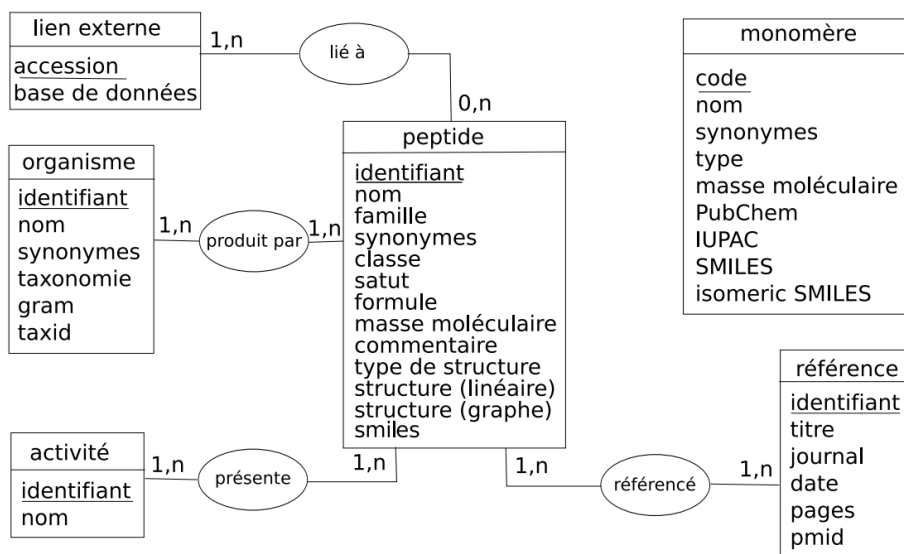 lien externe
accession
base de données
1,n
lié à
0,n
monomère
code
nom
synonymes
type
masse moléculaire
PubChem
IUPAC
SMILES
isomeric SMILES
organisme
identifiant
nom
synonymes
taxonomie
gram
taxid
1,n
produit par
1,n
peptide
identifiant
nom
famille
synonymes
classe
satut
formule
masse moléculaire
commentaire
type de structure
structure (linéaire)
structure (graphe)
smiles
activité
identifiant
nom
1,n
présente
1,n
1,n
référencé
1,n
référence
identifiant
titre
journal
date
pages
pmid